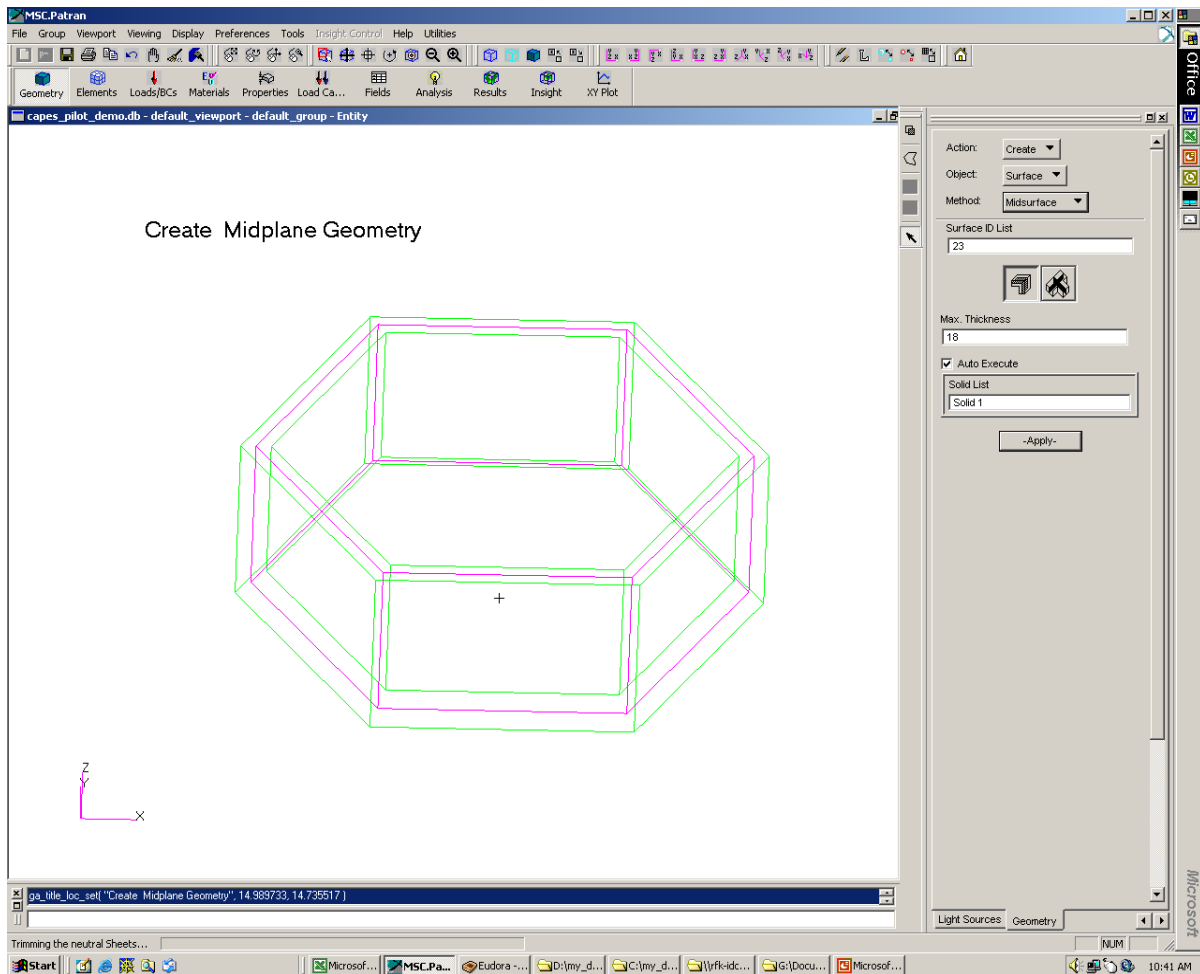 MSC.Patran
File Group Viewport Viewing Display Preferences Tools Insight Control Help Utilities
Geometry Elements Loads/BCs Materials Properties Load Ca... Fields Analysis Results Insight XY Plot
capes_pilot_demo.db - default_viewport - default_group - Entity
Create Midplane Geometry
Z
Y
X
Action: Create
Object: Surface
Method: Midsurface
Surface ID List
23
Max. Thickness
18
Auto Execute
Solid List
Solid 1
-Apply-
Office
Microsoft
ga_title_loc_set( "Create Midplane Geometry", 14.989733, 14.735517 )
Light Sources Geometry
Trimming the neutral Sheets...
NUM
Start Microsof... MSC.Pa... Eudora -... D:\my_d... C:\my_d... \\rfk-idc... G:\Docu... Microsof... 10:41 AM